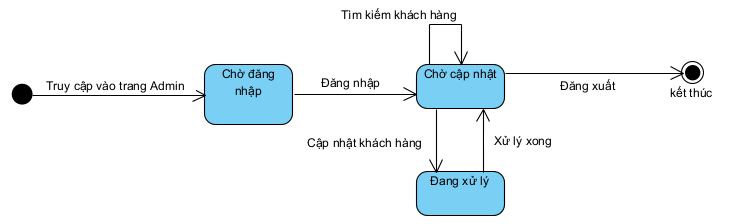 Tìm kiếm khách hàng
Truy cập vào trang Admin
Chờ đăng
nhập
Đăng nhập
Chờ cập nhật
Đăng xuất
kết thúc
Cập nhật khách hàng
Xử lý xong
Đang xử lý